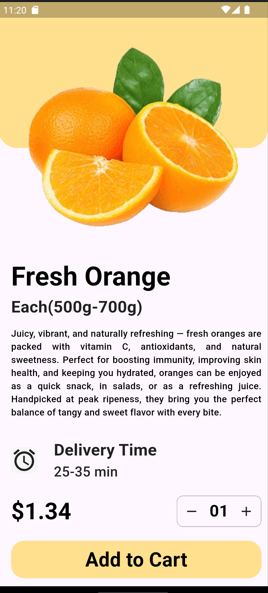 11:20
Fresh Orange
Each(500g-700g)
Juicy, vibrant, and naturally refreshing — fresh oranges are
packed with vitamin C, antioxidants, and natural
sweetness. Perfect for boosting immunity, improving skin
health, and keeping you hydrated, oranges can be enjoyed
as a quick snack, in salads, or as a refreshing juice.
Handpicked at peak ripeness, they bring you the perfect
balance of tangy and sweet flavor with every bite.
Delivery Time
25-35 min
$1.34
— 01 +
Add to Cart